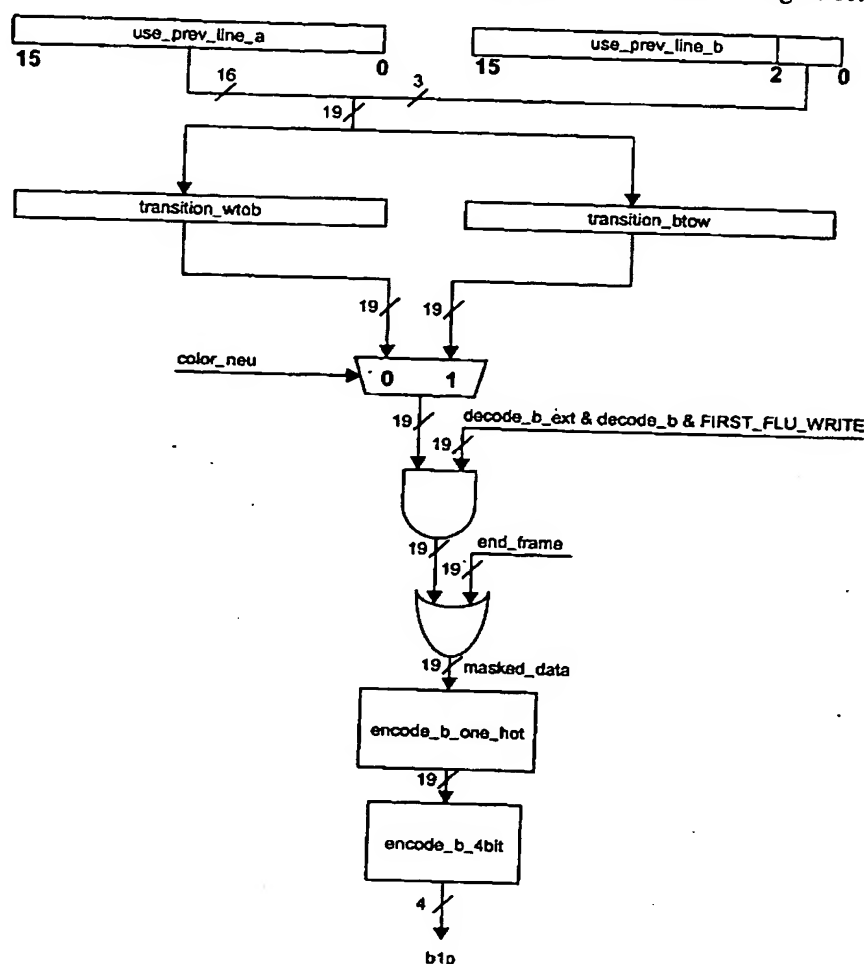 use_prev_line_a
use_prev_line_b
15
0
15
2
0
16
3
19
transition_wtob
transition_btow
19
19
color_neu
0
1
19
decode_b_ext & decode_b & FIRST_FLU_WRITE
19
19
end_frame
19
19
masked_data
encode_b_one_hot
19
encode_b_4bit
4
b1p